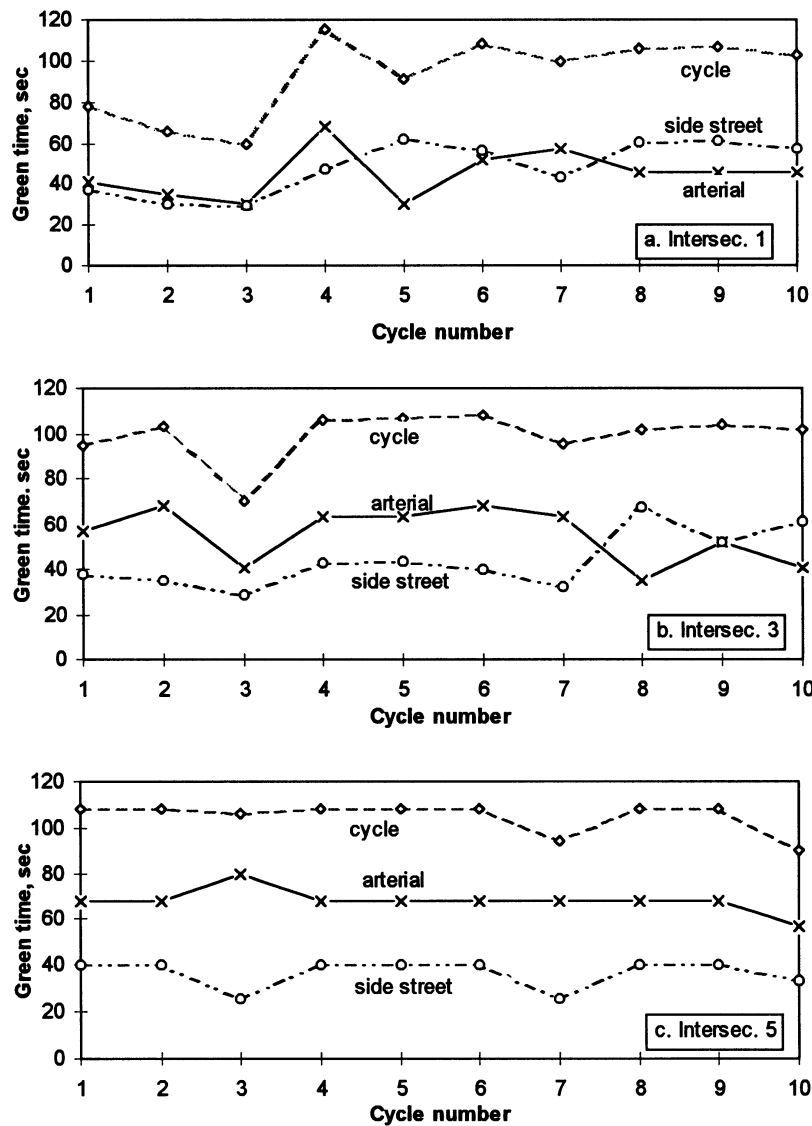 120
100
80
60
40
20
0
Green time, sec
cycle
side street
arterial
a. Intersec. 1
1 2 3 4 5 6 7 8 9 10
Cycle number
120
100
80
60
40
20
0
Green time. sec
cycle
arterial
side street
b. Intersec. 3
1 2 3 4 5 6 7 8 9 10
Cycle number
120
100
80
60
40
20
0
Green time, sec
cycle
arterial
side street
c. Intersec. 5
1 2 3 4 5 6 7 8 9 10
Cycle number